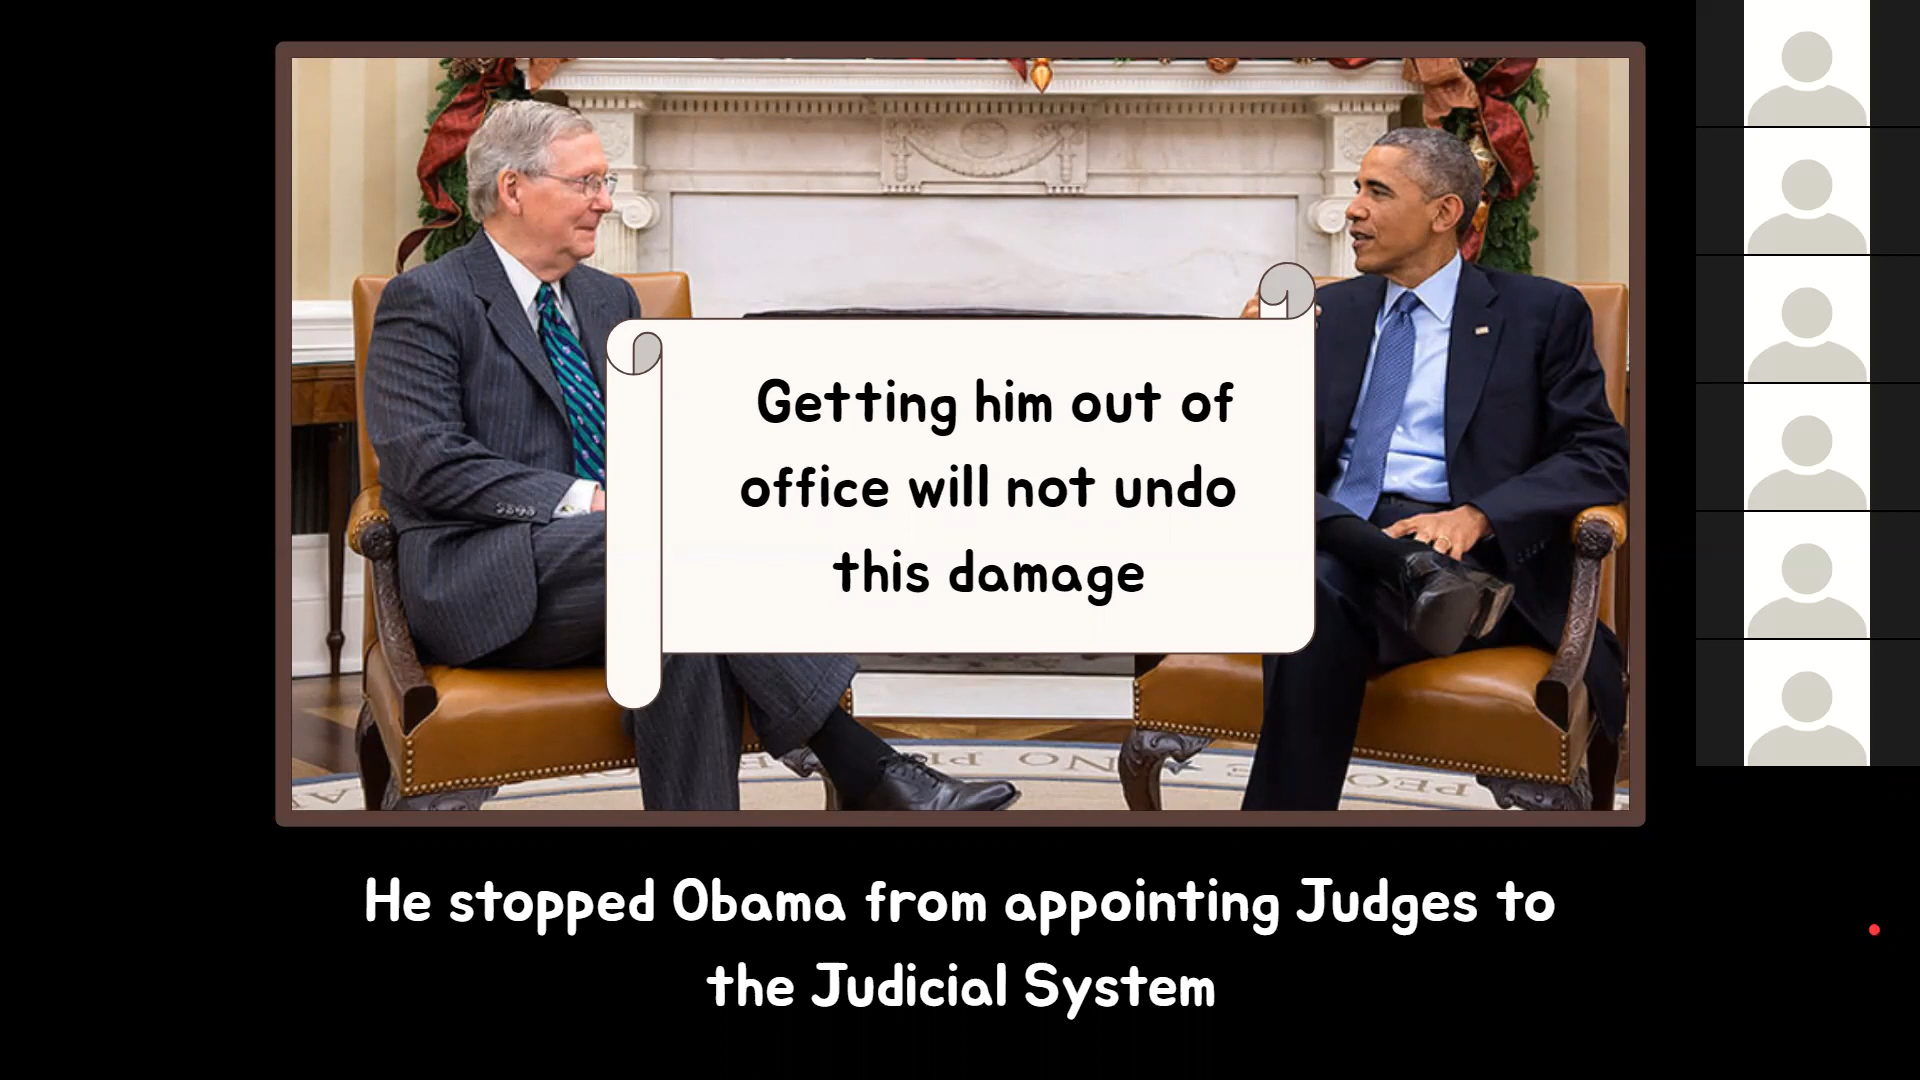 Getting him out of
office will not undo
this damage
He stopped Obama from appointing Judges to
the Judicial System